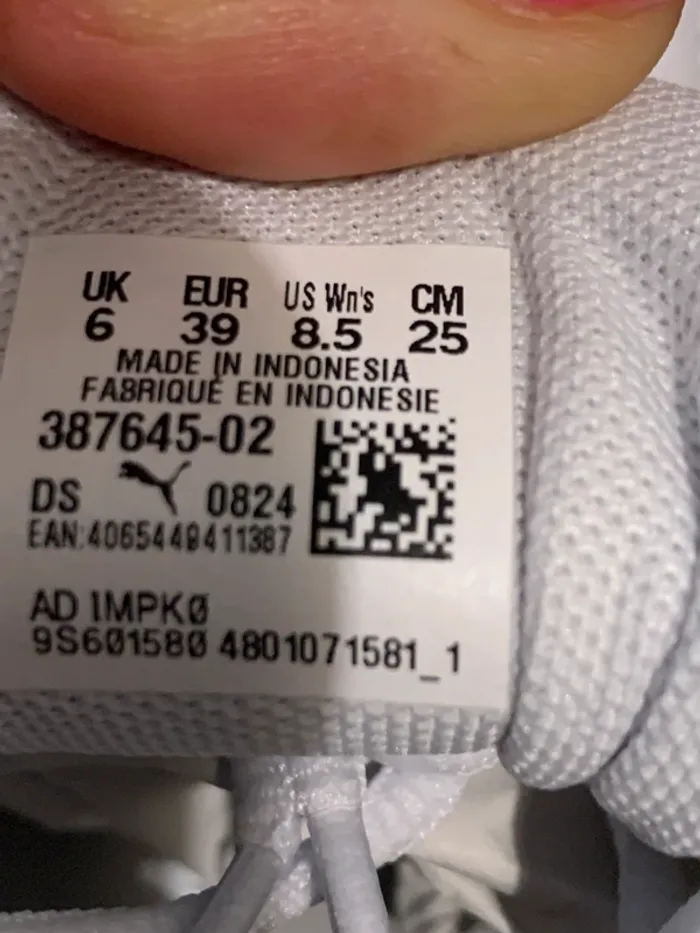 UK EUR US Wn's CM
6 39 8.5 25
MADE IN INDONESIA
FABRIQUÉ EN INDONESIE
387645-02
DS 0824
EAN:4065449411387
AD 1MPK0
9S601580 4801071581_1